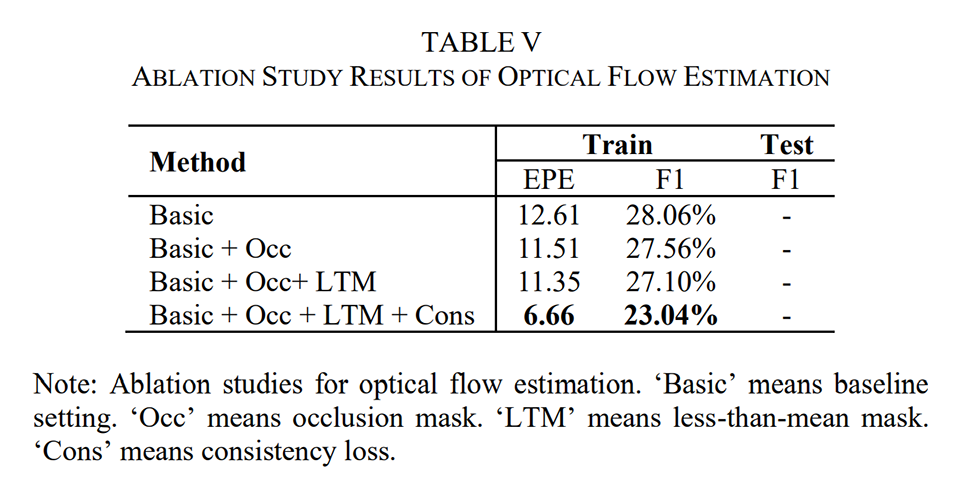 TABLE V
ABLATION STUDY RESULTS OF OPTICAL FLOW ESTIMATION
Method Train Test
EPE F1 F1
Basic 12.61 28.06% -
Basic + Occ 11.51 27.56% -
Basic + Occ+ LTM 11.35 27.10% -
Basic + Occ + LTM + Cons 6.66 23.04% -
Note: Ablation studies for optical flow estimation. ‘Basic’ means baseline
setting. ‘Occ’ means occlusion mask. ‘LTM’ means less-than-mean mask.
‘Cons’ means consistency loss.